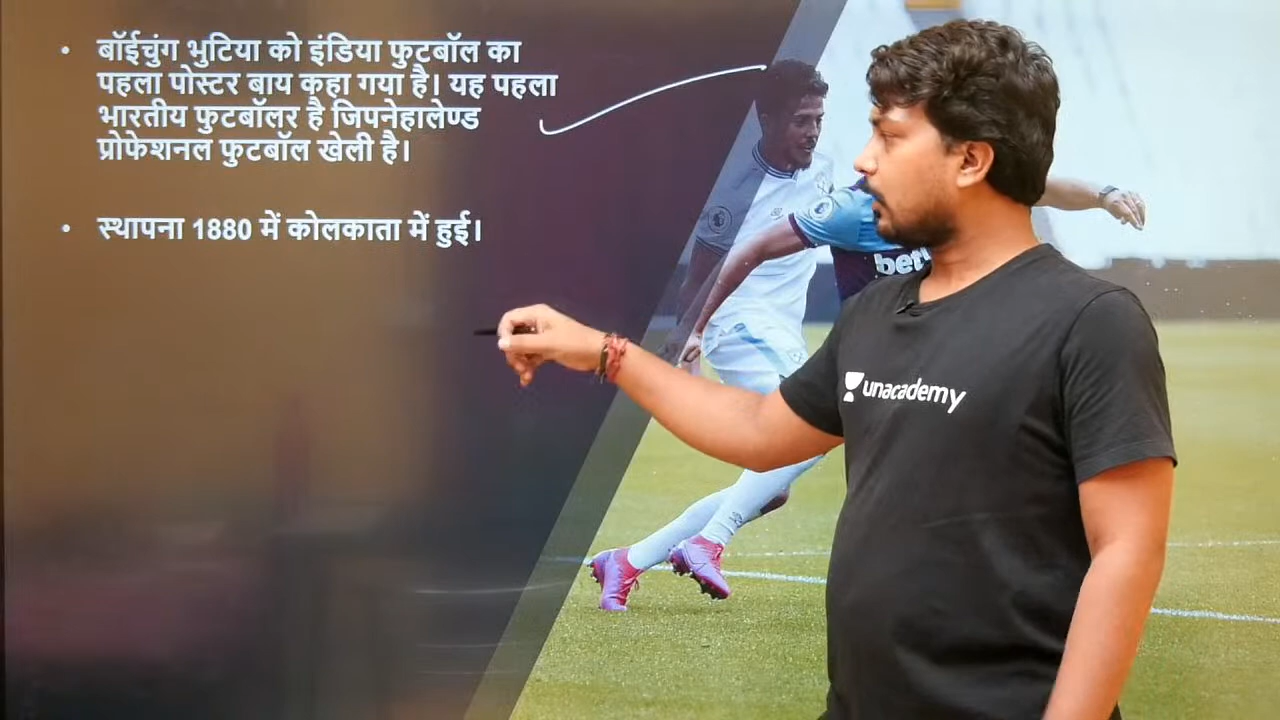 • बॉईचुंग भुटिया को इंडिया फुटबॉल का
पहला पोस्टर बाय कहा गया है। यह पहला
भारतीय फुटबॉलर है जिपनेहालेण्ड
प्रोफेशनल फुटबॉल खेली है।
• स्थापना 1880 में कोलकाता में हुई।
bet
unacademy